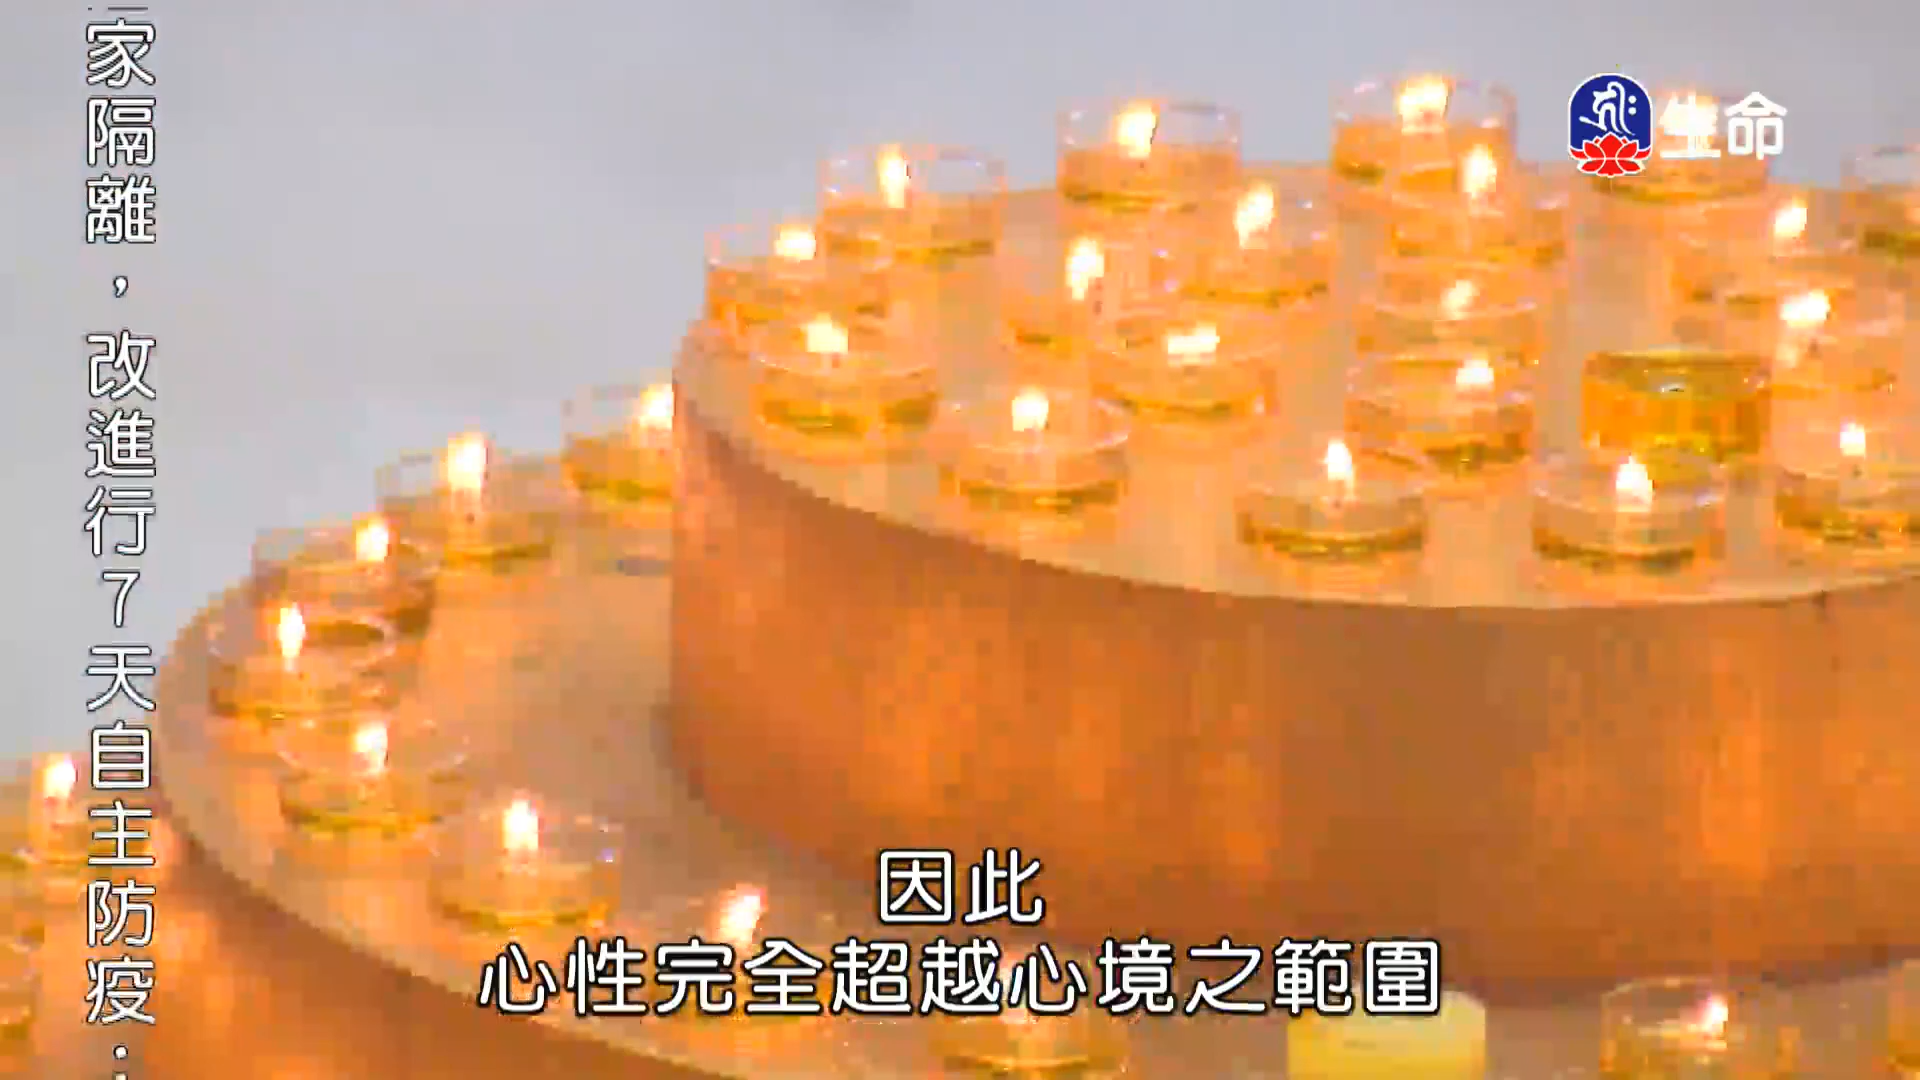 家隔離，改進行7天自主防疫
生命
因此
心性完全超越心境之範圍